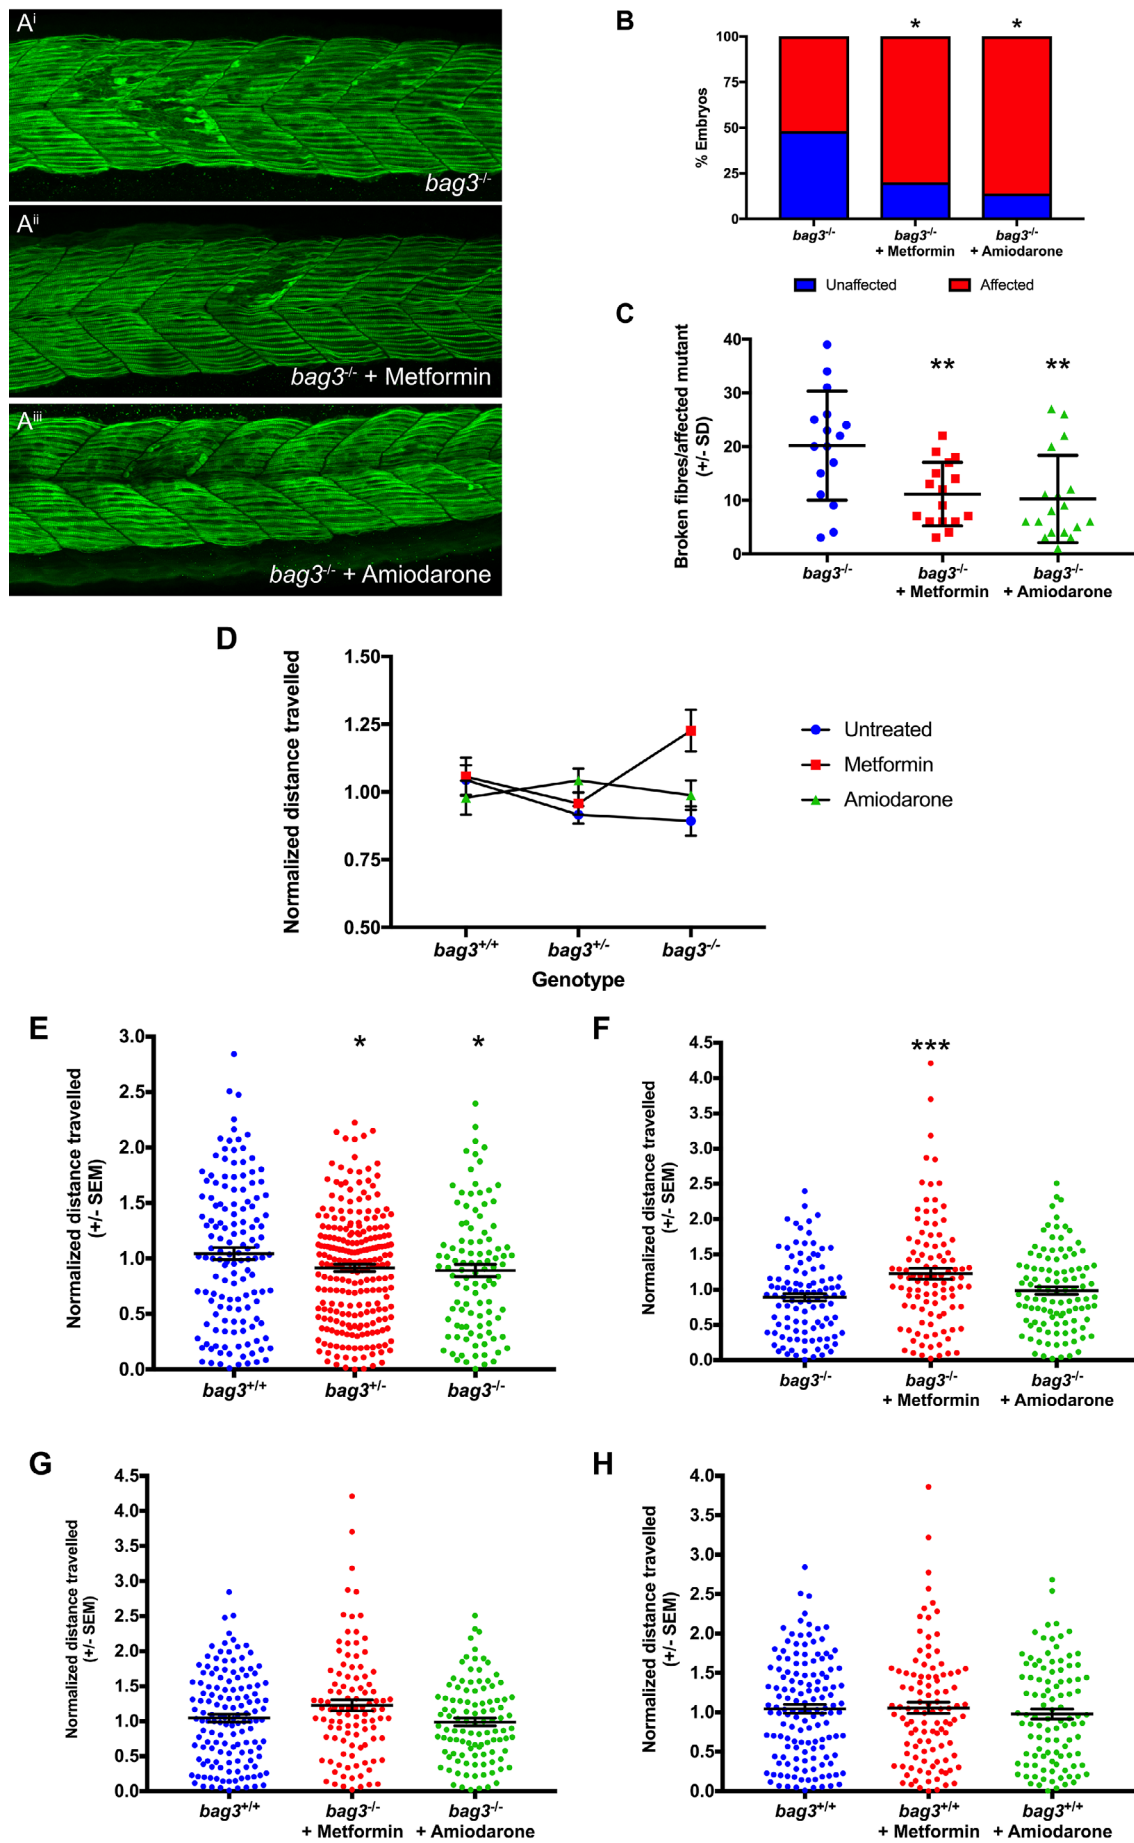 Aⁱ
bag3-/-
Aⁱⁱ
bag3-/- + Metformin
Aⁱⁱⁱ
bag3-/- + Amiodarone
B
* *
100
75
50
25
0
% Embryos
bag3-/- bag3-/- + Metformin bag3-/- + Amiodarone
Unaffected Affected
C
** **
40
30
20
10
0
Broken fibres/affected mutant
(+/- SD)
bag3-/- bag3-/- + Metformin bag3-/- + Amiodarone
D
1.50
1.25
1.00
0.75
0.50
Normalized distance travelled
bag3+/+ bag3+/- bag3-/-
Genotype
Untreated
Metformin
Amiodarone
E
* *
3.0
2.5
2.0
1.5
1.0
0.5
0.0
Normalized distance travelled
(+/- SEM)
bag3+/+ bag3+/- bag3-/-
F
***
4.5
4.0
3.5
3.0
2.5
2.0
1.5
1.0
0.5
0.0
Normalized distance travelled
(+/- SEM)
bag3-/- bag3-/- + Metformin bag3-/- + Amiodarone
G
4.5
4.0
3.5
3.0
2.5
2.0
1.5
1.0
0.5
0.0
Normalized distance travelled
(+/- SEM)
bag3+/+ bag3-/- + Metformin bag3-/- + Amiodarone
H
4.0
3.5
3.0
2.5
2.0
1.5
1.0
0.5
0.0
Normalized distance travelled
(+/- SEM)
bag3+/+ bag3+/+ + Metformin bag3+/+ + Amiodarone